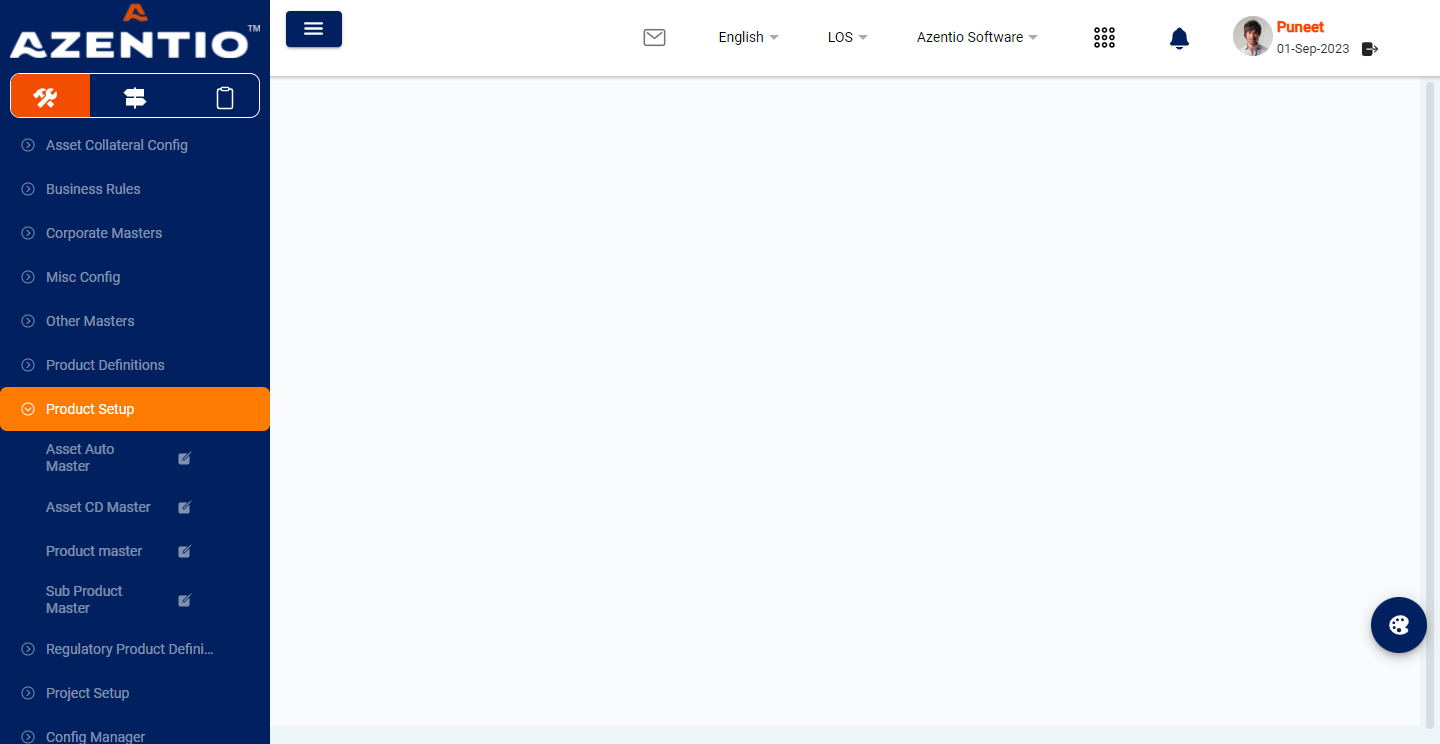 AZENTIO™
English
LOS
Azentio Software
Puneet
01-Sep-2023
Asset Collateral Config
Business Rules
Corporate Masters
Misc Config
Other Masters
Product Definitions
Product Setup
Asset Auto
Master
Asset CD Master
Product master
Sub Product
Master
Regulatory Product Defini...
Project Setup
Config Manager